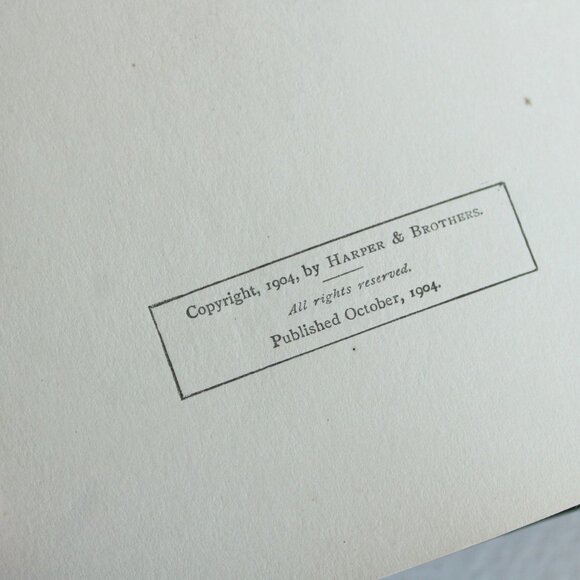 Copyright, 1904, by HARPER & BROTHERS.
All rights reserved.
Published October, 1904.